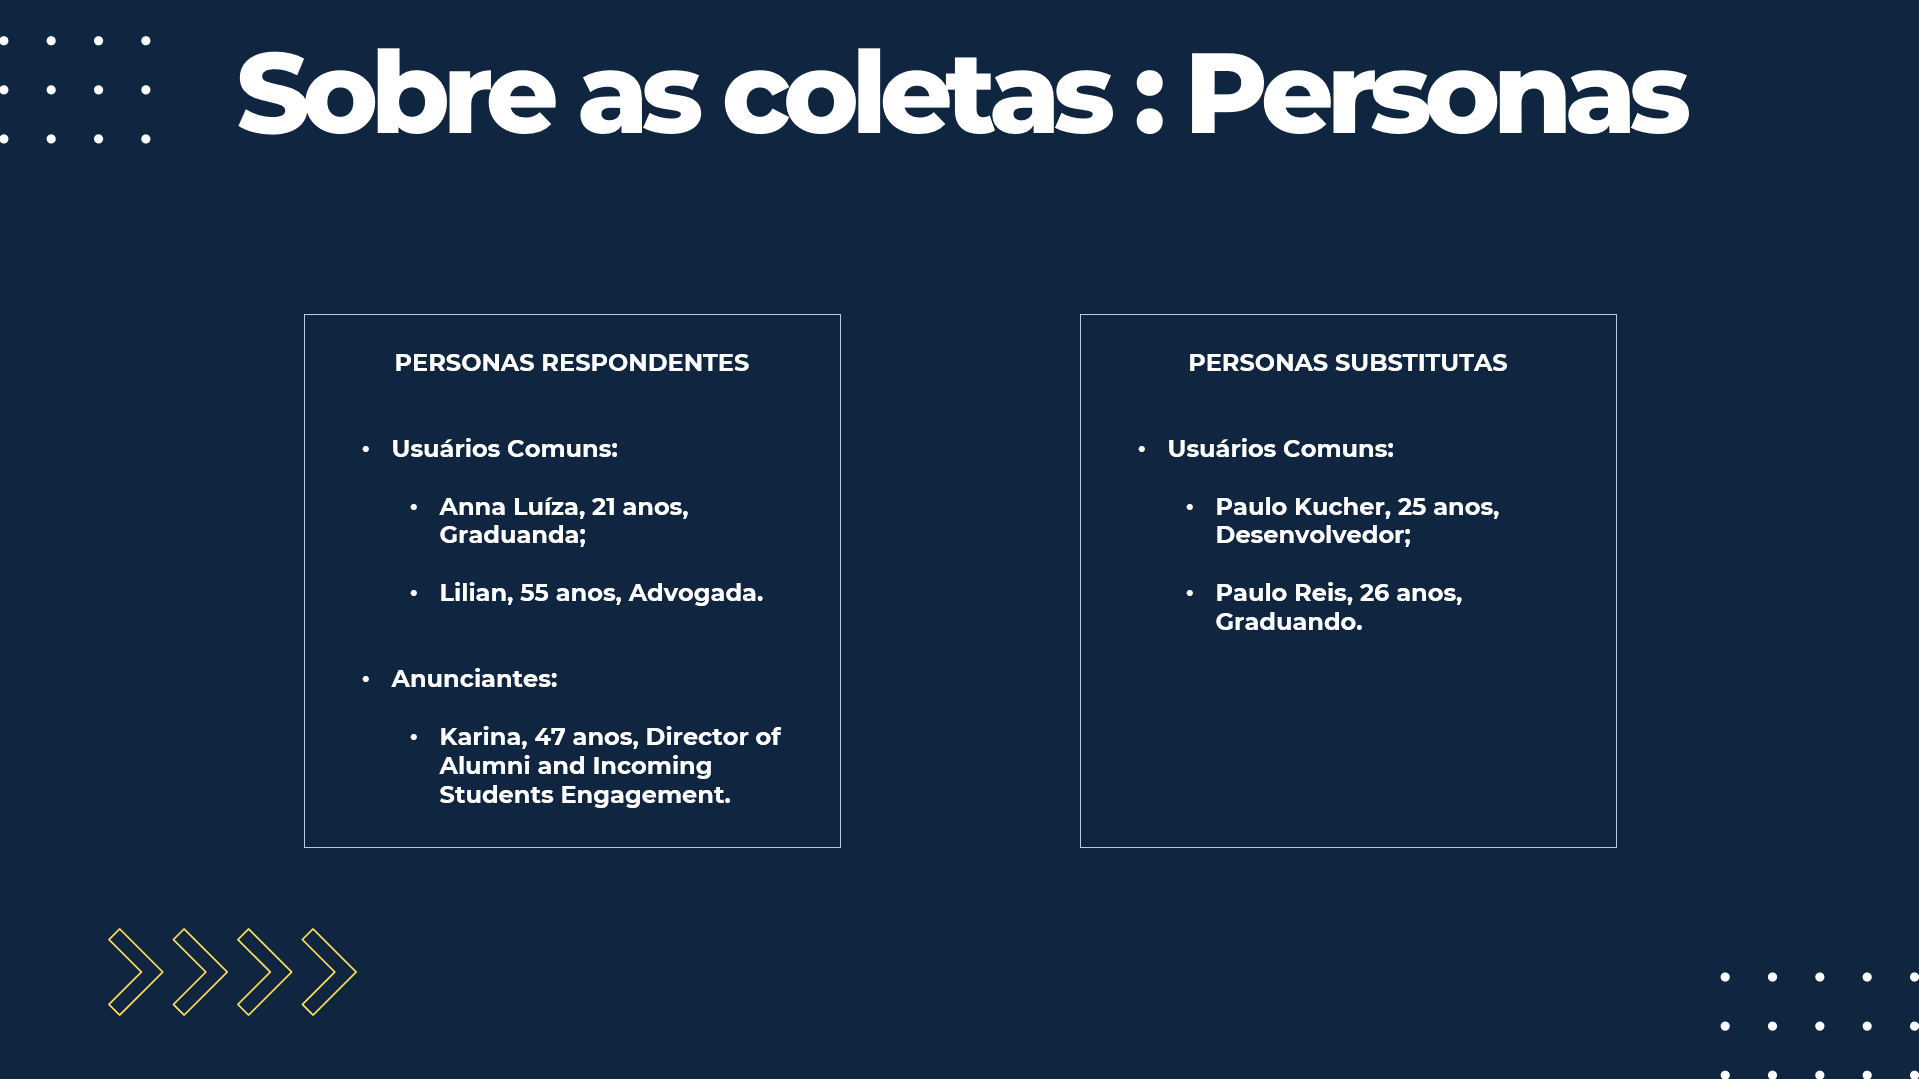 Sobre as coletas : Personas
PERSONAS RESPONDENTES
• Usuários Comuns:
• Anna Luíza, 21 anos,
Graduanda;
• Lilian, 55 anos, Advogada.
• Anunciantes:
• Karina, 47 anos, Director of
Alumni and Incoming
Students Engagement.
PERSONAS SUBSTITUTAS
• Usuários Comuns:
• Paulo Kucher, 25 anos,
Desenvolvedor;
• Paulo Reis, 26 anos,
Graduando.